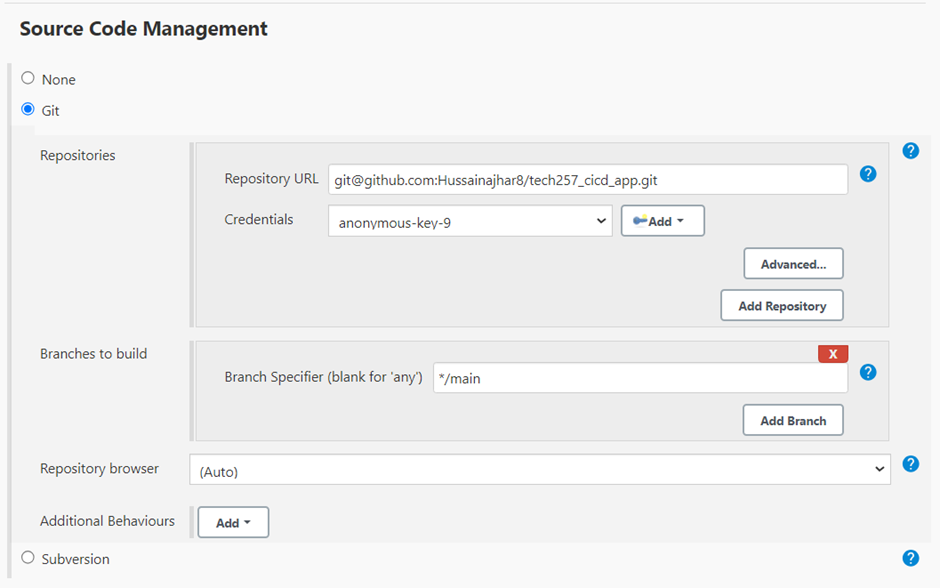 Source Code Management
None
Git
Repositories
?
Repository URL git@github.com:Hussainajhar8/tech257_cicd_app.git ?
Credentials anonymous-key-9 Add
Advanced...
Add Repository
Branches to build
X
Branch Specifier (blank for 'any') */main ?
Add Branch
Repository browser (Auto) ?
Additional Behaviours Add
Subversion ?